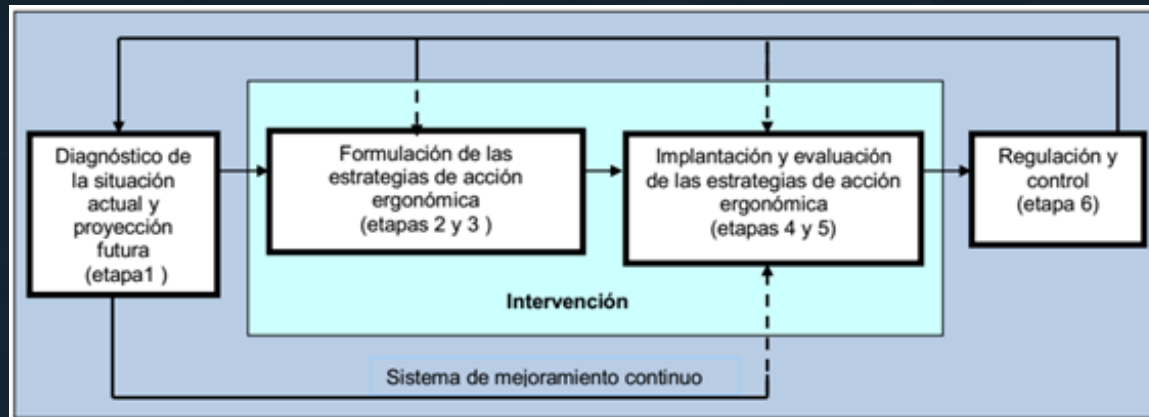 Diagnóstico de
la situación
actual y
proyección
futura
(etapa1 )
Formulación de las
estrategias de acción
ergonómica
(etapas 2 y 3 )
Implantación y evaluación
de las estrategias de acción
ergonómica
(etapas 4 y 5)
Regulación y
control
(etapa 6)
Intervención
Sistema de mejoramiento continuo